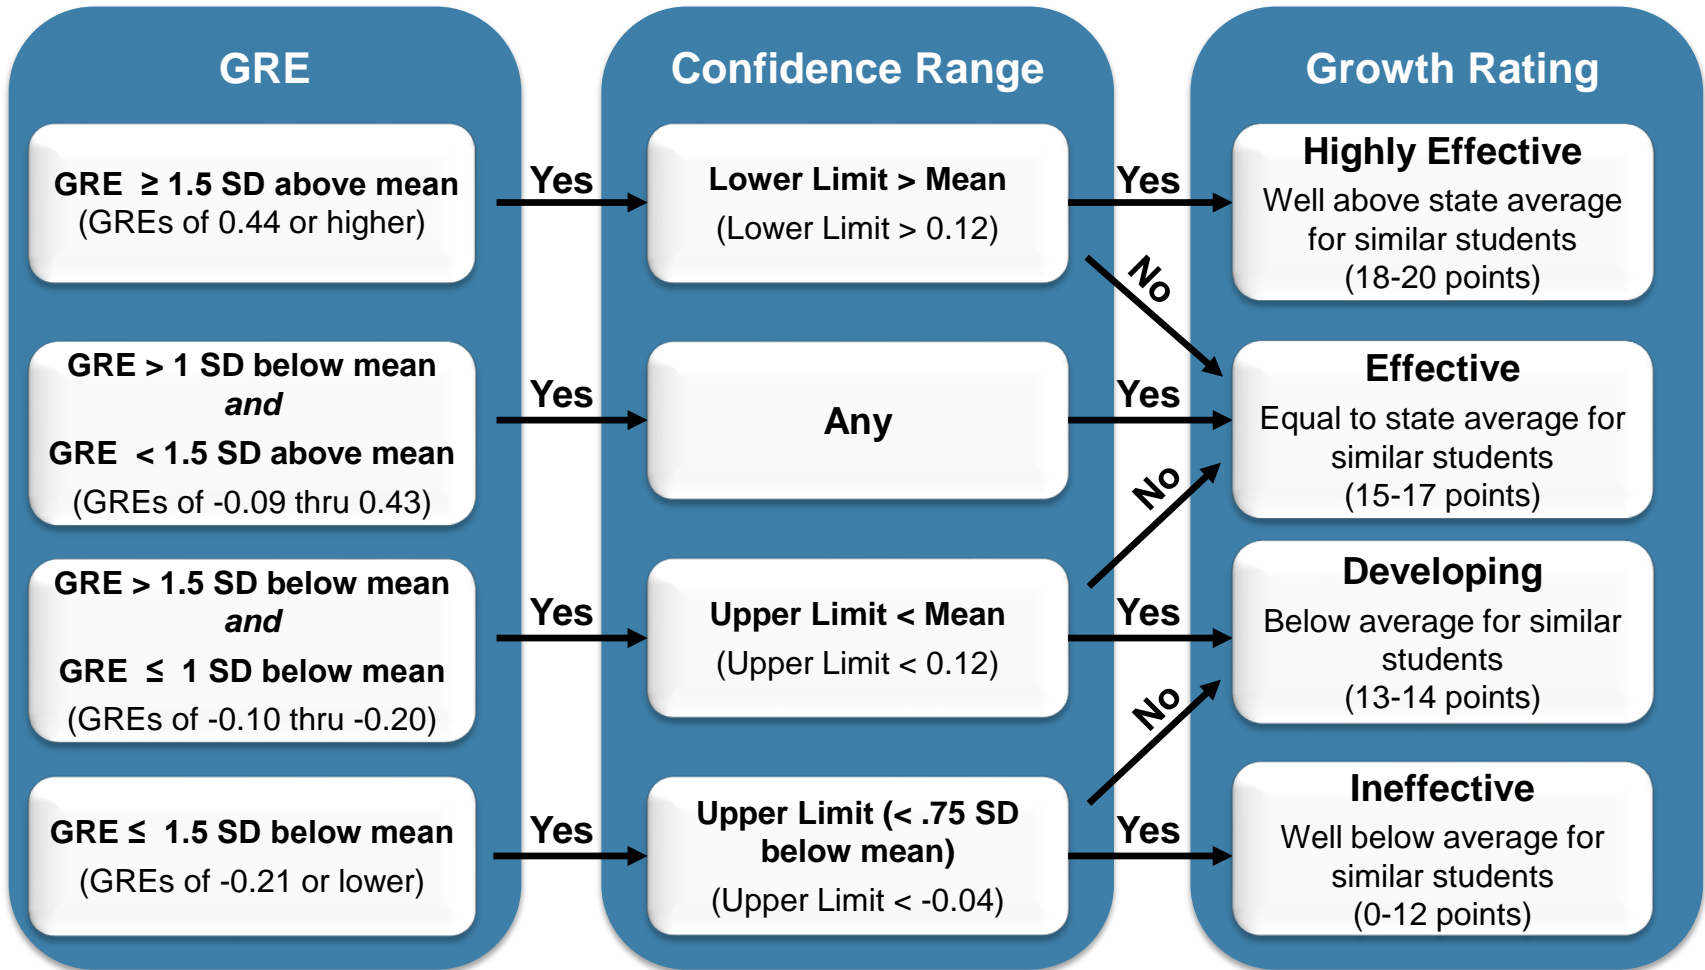 GRE
GRE ≥ 1.5 SD above mean
(GREs of 0.44 or higher)
GRE > 1 SD below mean
and
GRE < 1.5 SD above mean
(GREs of -0.09 thru 0.43)
GRE > 1.5 SD below mean
and
GRE ≤ 1 SD below mean
(GREs of -0.10 thru -0.20)
GRE ≤ 1.5 SD below mean
(GREs of -0.21 or lower)
Yes
Yes
Yes
Yes
Confidence Range
Lower Limit > Mean
(Lower Limit > 0.12)
Any
Upper Limit < Mean
(Upper Limit < 0.12)
Upper Limit (< .75 SD
below mean)
(Upper Limit < -0.04)
Yes
No
Yes
No
Yes
No
Yes
Growth Rating
Highly Effective
Well above state average
for similar students
(18-20 points)
Effective
Equal to state average for
similar students
(15-17 points)
Developing
Below average for similar
students
(13-14 points)
Ineffective
Well below average for
similar students
(0-12 points)